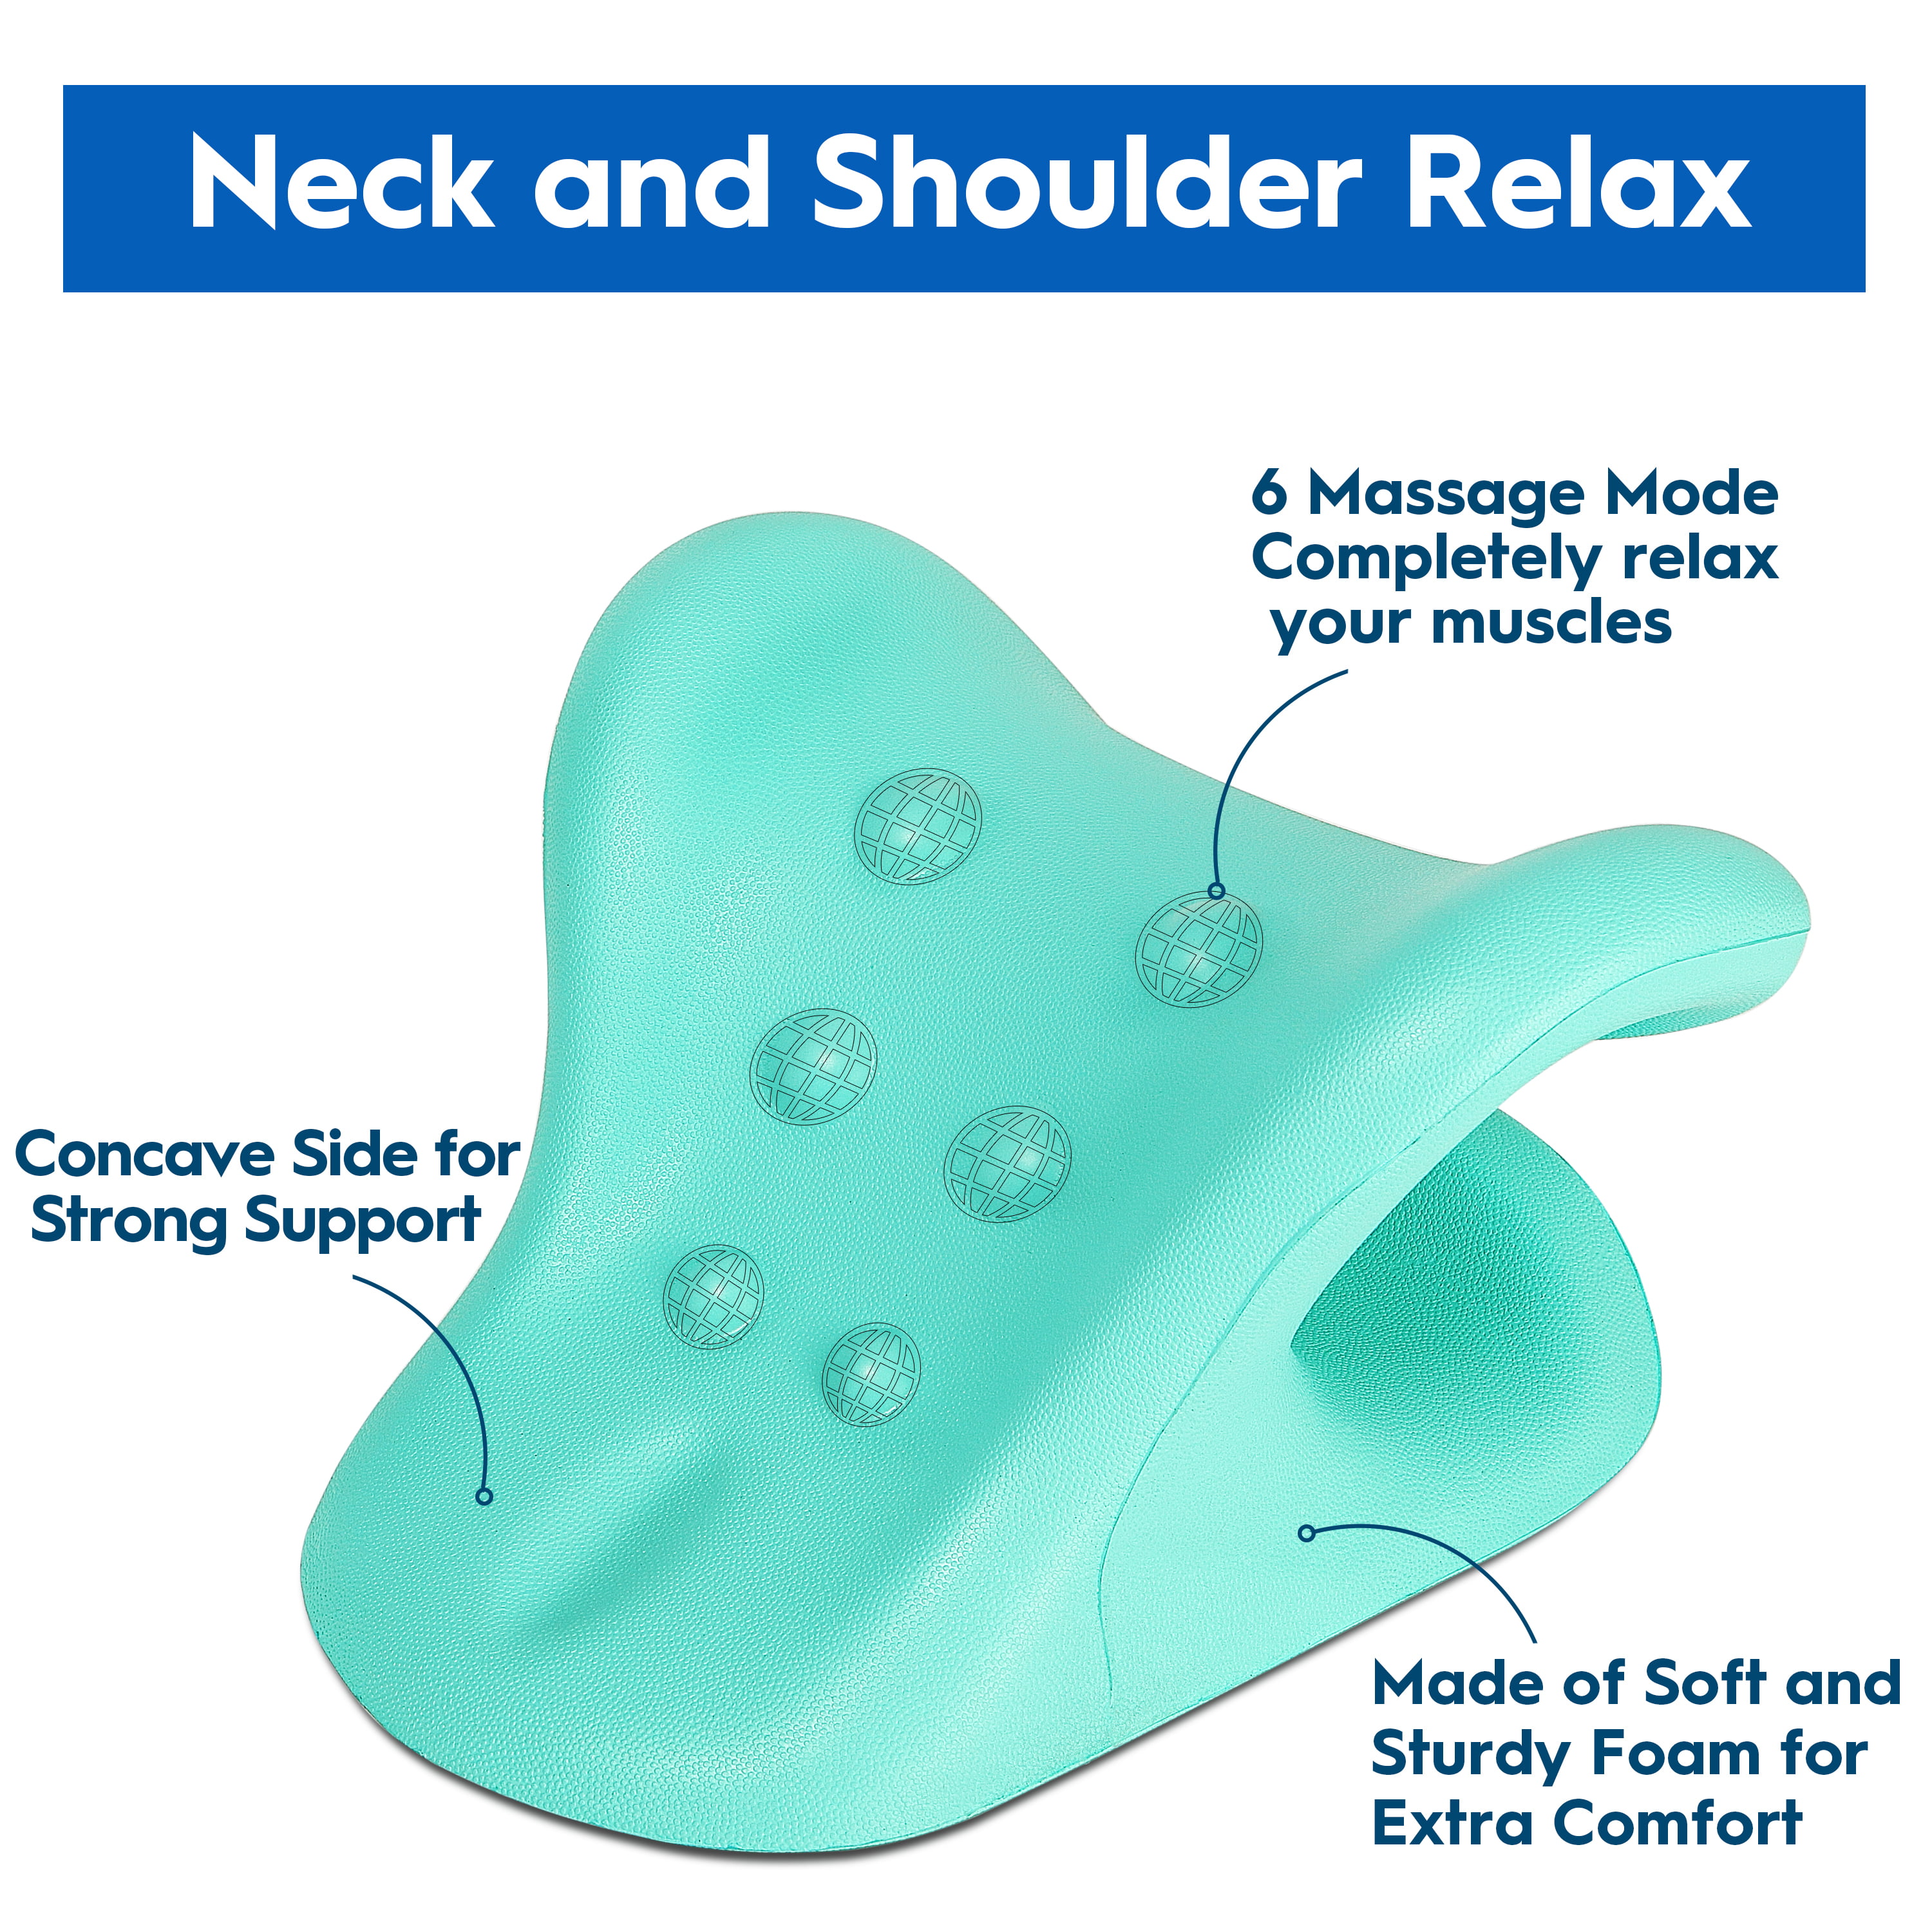 Neck and Shoulder Relax
6 Massage Mode
Completely relax
your muscles
Concave Side for
Strong Support
Made of Soft and
Sturdy Foam for
Extra Comfort